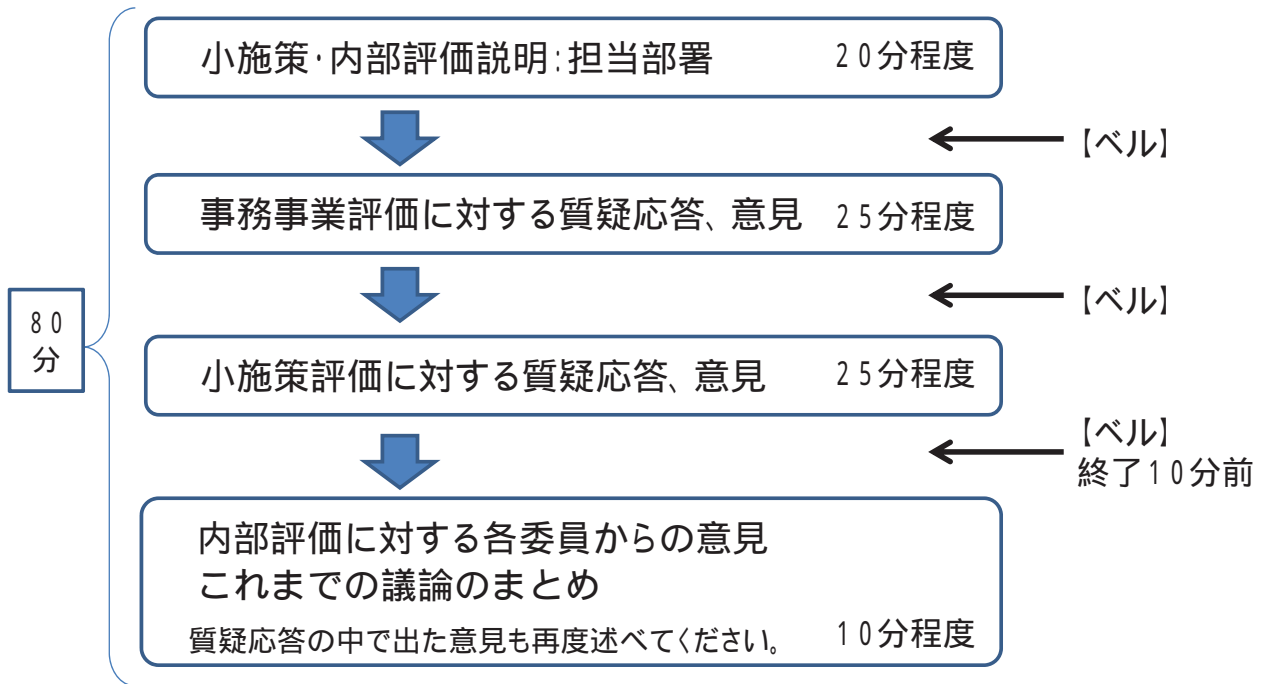 小施策・内部評価説明:担当部署 20分程度
【ベル】
事務事業評価に対する質疑応答、意見 25分程度
【ベル】
80
分
小施策評価に対する質疑応答、意見 25分程度
【ベル】
終了10分前
内部評価に対する各委員からの意見
これまでの議論のまとめ
質疑応答の中で出た意見も再度述べてください。 10分程度